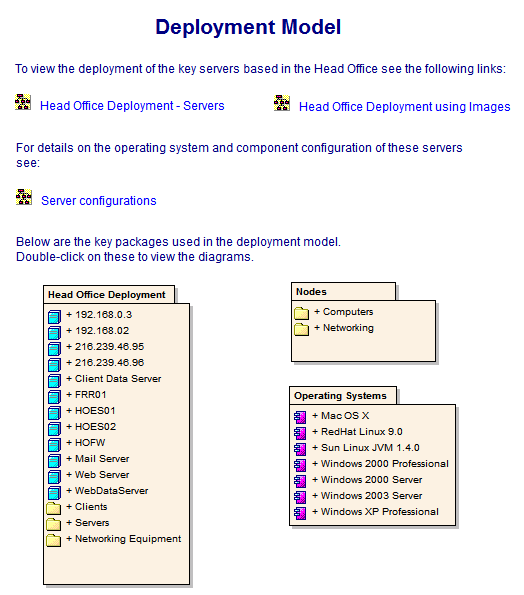 Deployment Model
To view the deployment of the key servers based in the Head Office see the following links:
Head Office Deployment - Servers
Head Office Deployment using Images
For details on the operating system and component configuration of these servers
see:
Server configurations
Below are the key packages used in the deployment model.
Double-click on these to view the diagrams.
Head Office Deployment
+ 192.168.0.3
+ 192.168.02
+ 216.239.46.95
+ 216.239.46.96
+ Client Data Server
+ FRR01
+ HOES01
+ HOES02
+ HOFW
+ Mail Server
+ Web Server
+ WebDataServer
+ Clients
+ Servers
+ Networking Equipment
Nodes
+ Computers
+ Networking
Operating Systems
+ Mac OS X
+ RedHat Linux 9.0
+ Sun Linux JVM 1.4.0
+ Windows 2000 Professional
+ Windows 2000 Server
+ Windows 2003 Server
+ Windows XP Professional